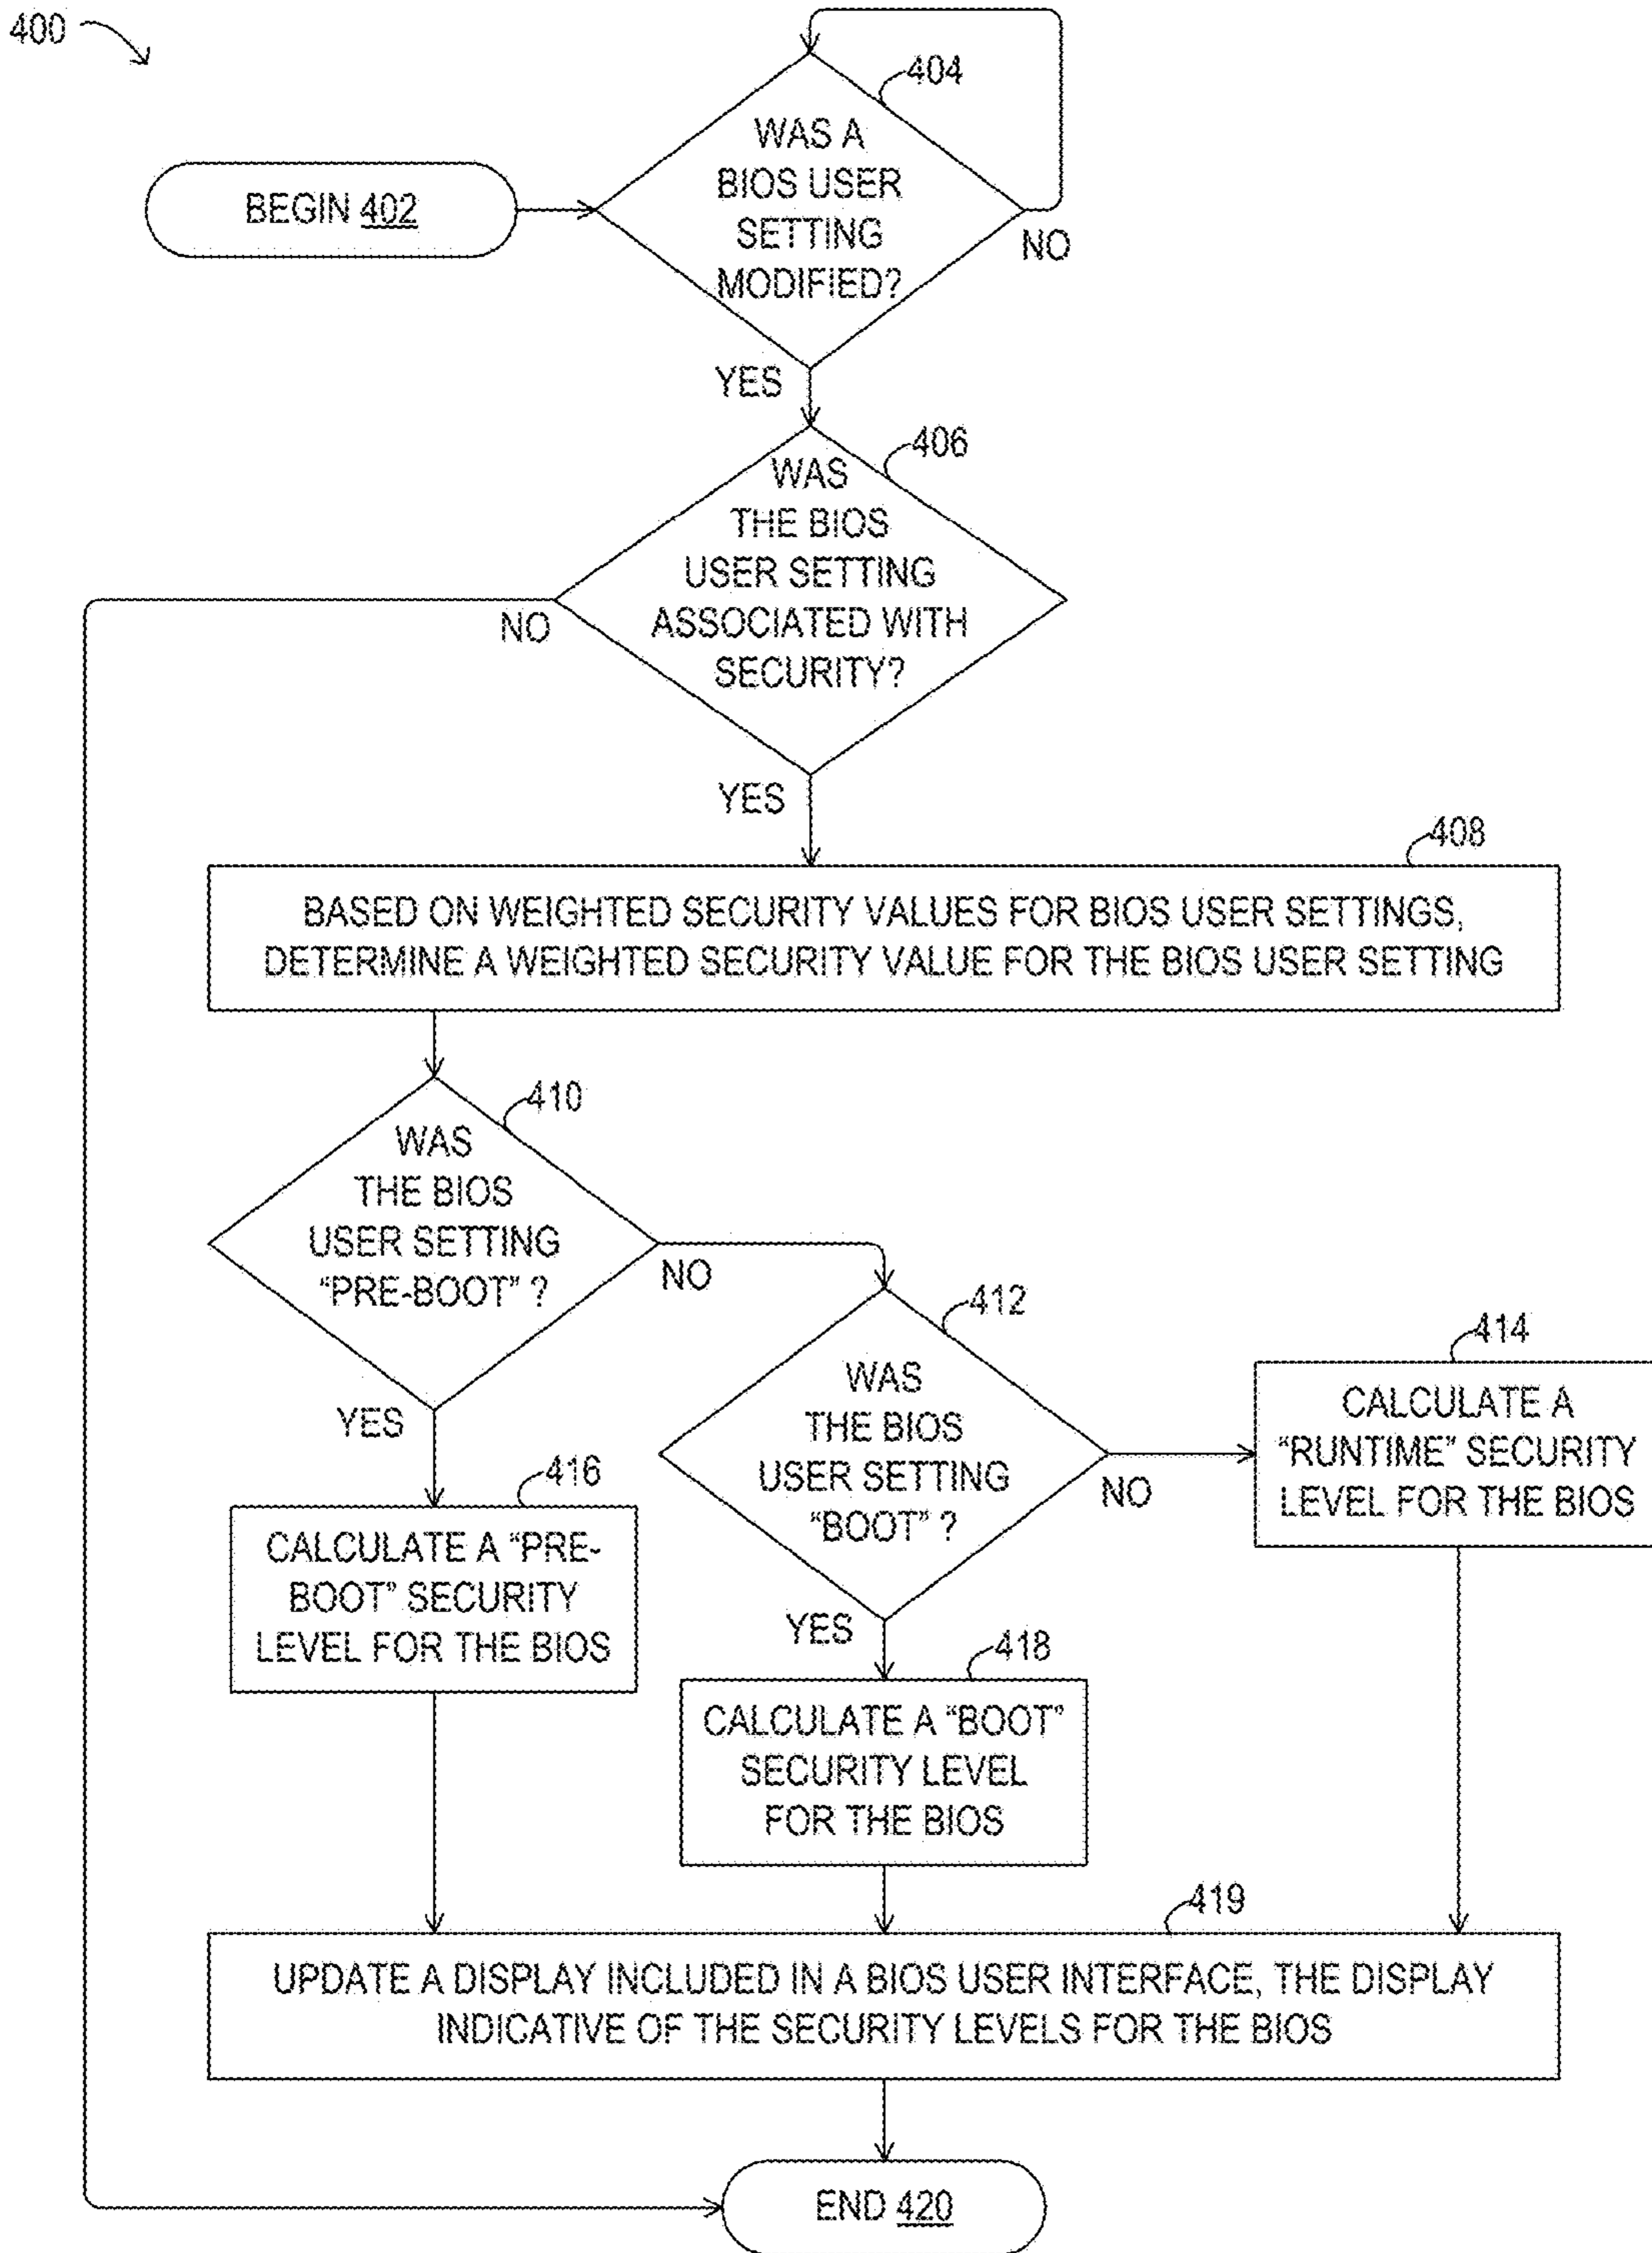 400
404
WAS A
BIOS USER
SETTING
MODIFIED?
BEGIN 402
NO
YES
406
WAS
THE BIOS
USER SETTING
ASSOCIATED WITH
SECURITY?
NO
YES
408
BASED ON WEIGHTED SECURITY VALUES FOR BIOS USER SETTINGS,
DETERMINE A WEIGHTED SECURITY VALUE FOR THE BIOS USER SETTING
410
WAS
THE BIOS
USER SETTING
“PRE-BOOT” ?
NO
YES
412
WAS
THE BIOS
USER SETTING
“BOOT” ?
NO
YES
414
CALCULATE A
“RUNTIME” SECURITY
LEVEL FOR THE BIOS
416
CALCULATE A “PRE-
BOOT” SECURITY
LEVEL FOR THE BIOS
418
CALCULATE A “BOOT”
SECURITY LEVEL
FOR THE BIOS
419
UPDATE A DISPLAY INCLUDED IN A BIOS USER INTERFACE, THE DISPLAY
INDICATIVE OF THE SECURITY LEVELS FOR THE BIOS
END 420